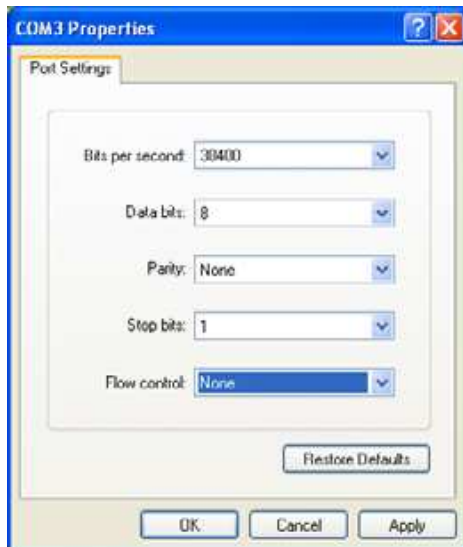 COM3 Properties
Port Settings
Bits per second: 38400
Data bits: 8
Parity: None
Stop bits: 1
Flow control: None
Restore Defaults
OK Cancel Apply